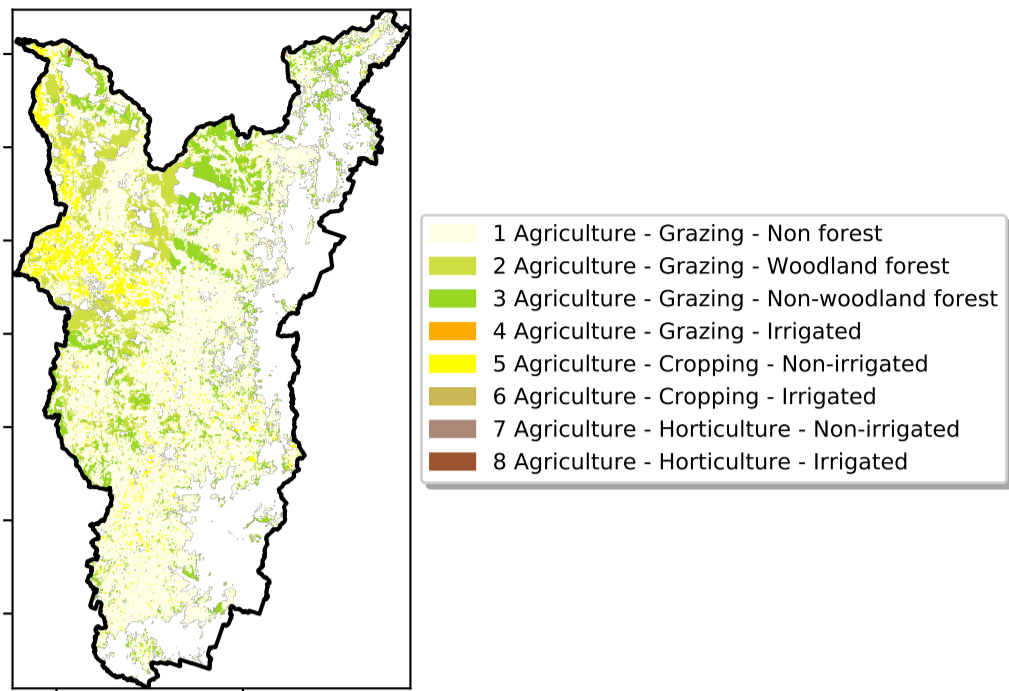 1 Agriculture - Grazing - Non forest
2 Agriculture - Grazing - Woodland forest
3 Agriculture - Grazing - Non-woodland forest
4 Agriculture - Grazing - Irrigated
5 Agriculture - Cropping - Non-irrigated
6 Agriculture - Cropping - Irrigated
7 Agriculture - Horticulture - Non-irrigated
8 Agriculture - Horticulture - Irrigated